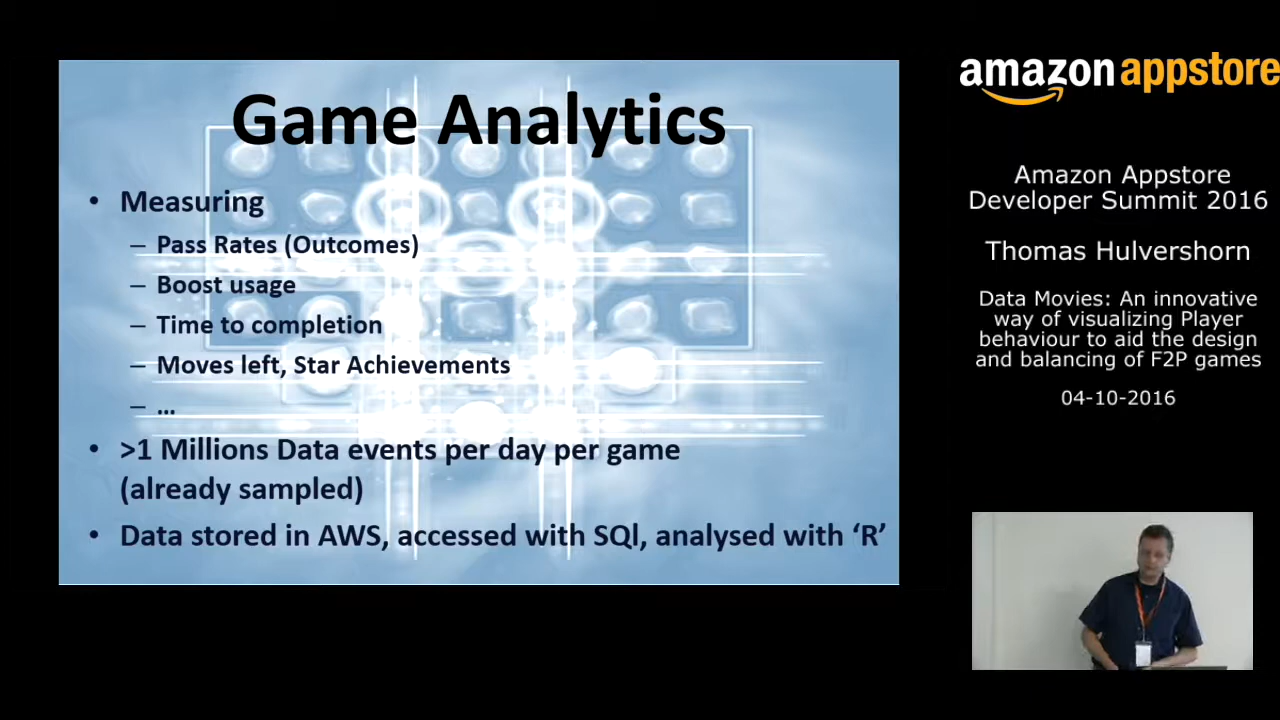 Game Analytics
• Measuring
– Pass Rates (Outcomes)
– Boost usage
– Time to completion
– Moves left, Star Achievements
– ...
• >1 Millions Data events per day per game
(already sampled)
• Data stored in AWS, accessed with SQl, analysed with ‘R’
amazon appstore
Amazon Appstore
Developer Summit 2016
Thomas Hulvershorn
Data Movies: An innovative
way of visualizing Player
behaviour to aid the design
and balancing of F2P games
04-10-2016